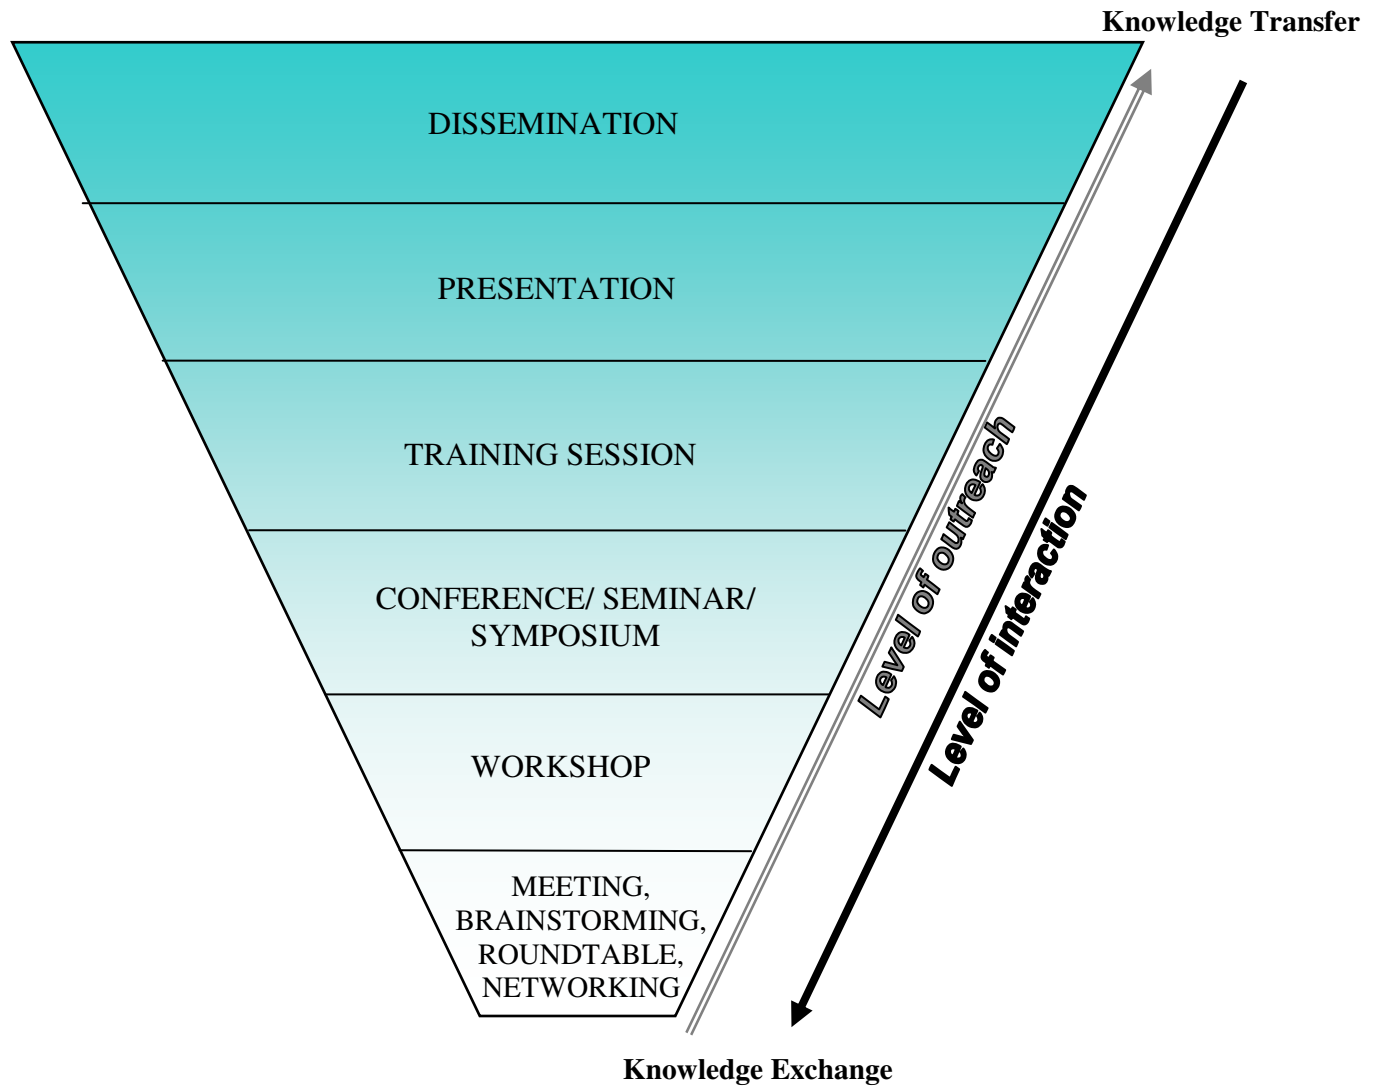 Knowledge Transfer
DISSEMINATION
PRESENTATION
TRAINING SESSION
CONFERENCE/ SEMINAR/
SYMPOSIUM
WORKSHOP
MEETING,
BRAINSTORMING,
ROUNDTABLE,
NETWORKING
Level of outreach
Level of interaction
Knowledge Exchange